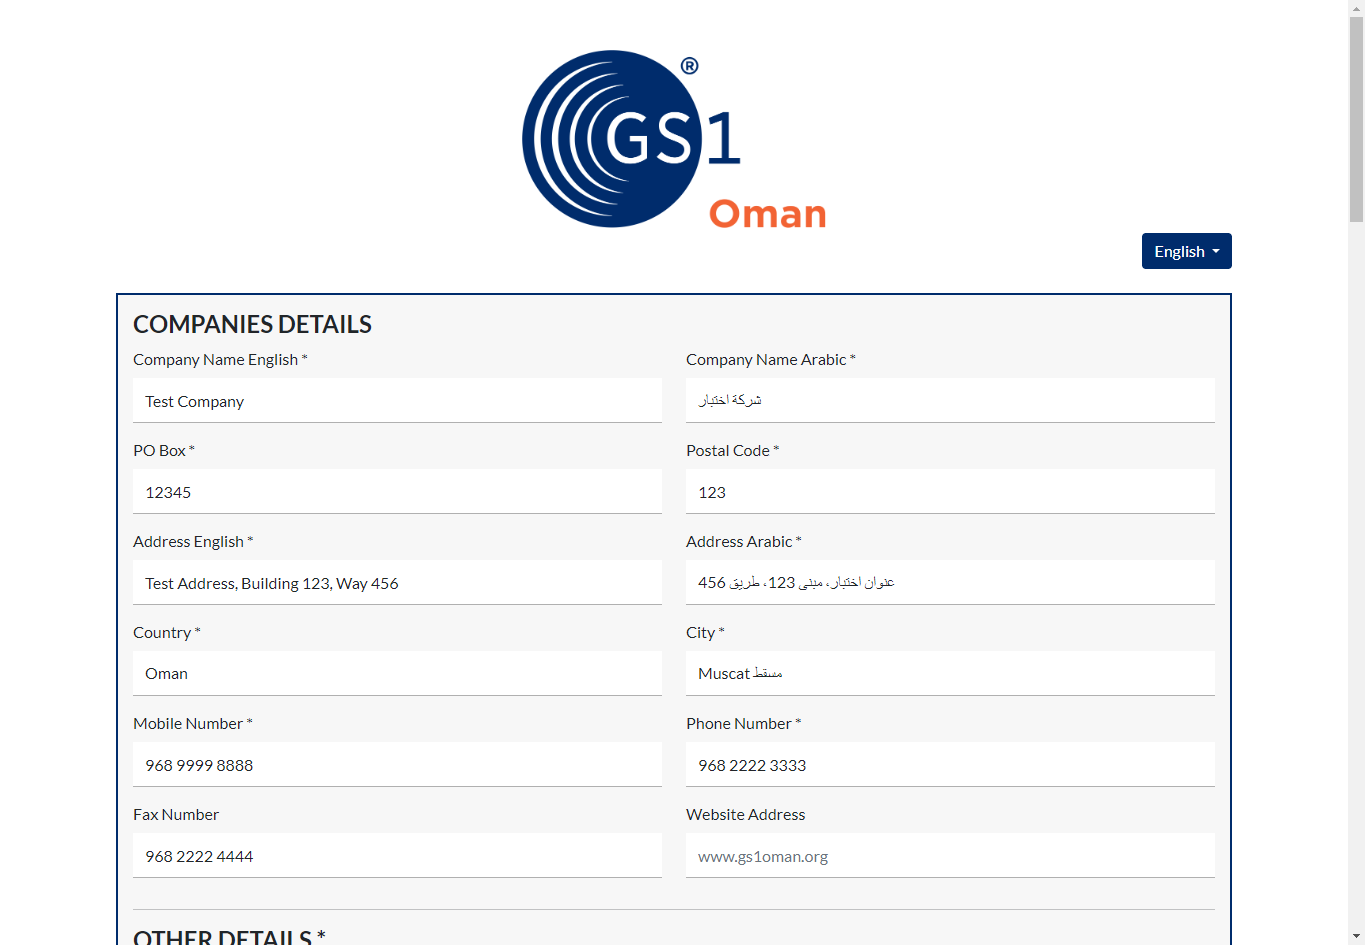 GS1®
Oman
English
COMPANIES DETAILS
Company Name English *
Company Name Arabic *
Test Company
شركة اختبار
PO Box *
Postal Code *
12345
123
Address English *
Address Arabic *
Test Address, Building 123, Way 456
عنوان اختبار، مبنى 123، طريق 456
Country *
City *
Oman
Muscat مسقط
Mobile Number *
Phone Number *
968 9999 8888
968 2222 3333
Fax Number
Website Address
968 2222 4444
www.gs1oman.org
OTHER DETAILS *